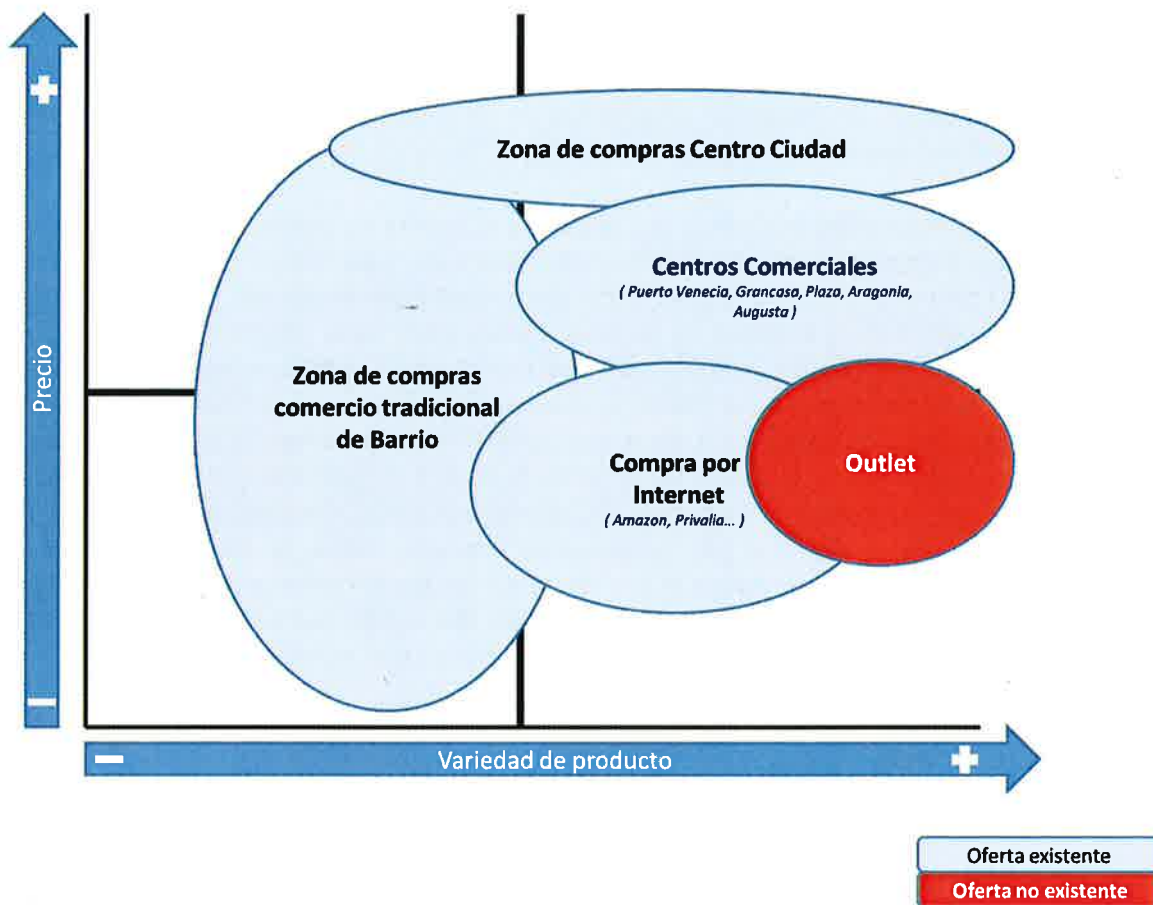 Zona de compras Centro Ciudad
Centros Comerciales
( Puerto Venecia, Grancasa, Plaza, Aragonia,
Augusta )
Precio
Zona de compras
comercio tradicional
de Barrio
Compra por
Internet
( Amazon, Privalia... )
Outlet
Variedad de producto
Oferta existente
Oferta no existente